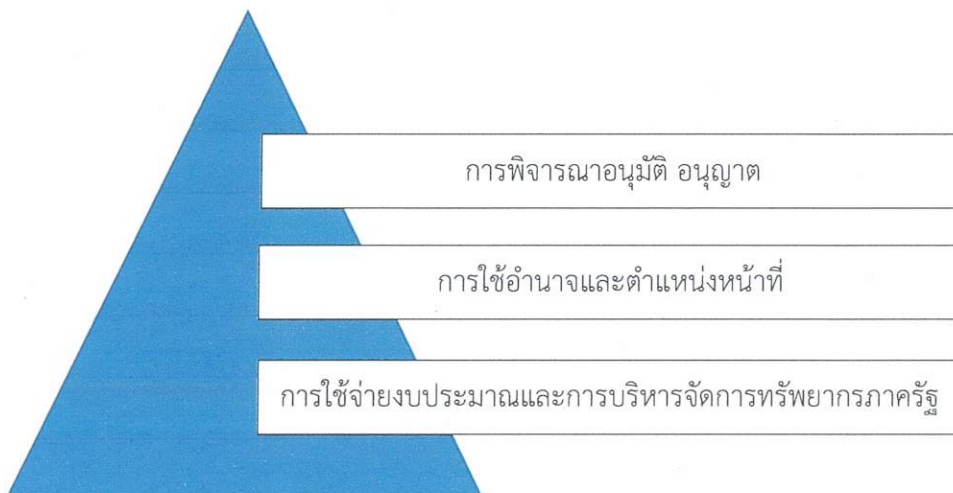 การพิจารณาอนุมัติ อนุญาต
การใช้อำนาจและตำแหน่งหน้าที่
การใช้จ่ายงบประมาณและการบริหารจัดการทรัพยากรภาครัฐ